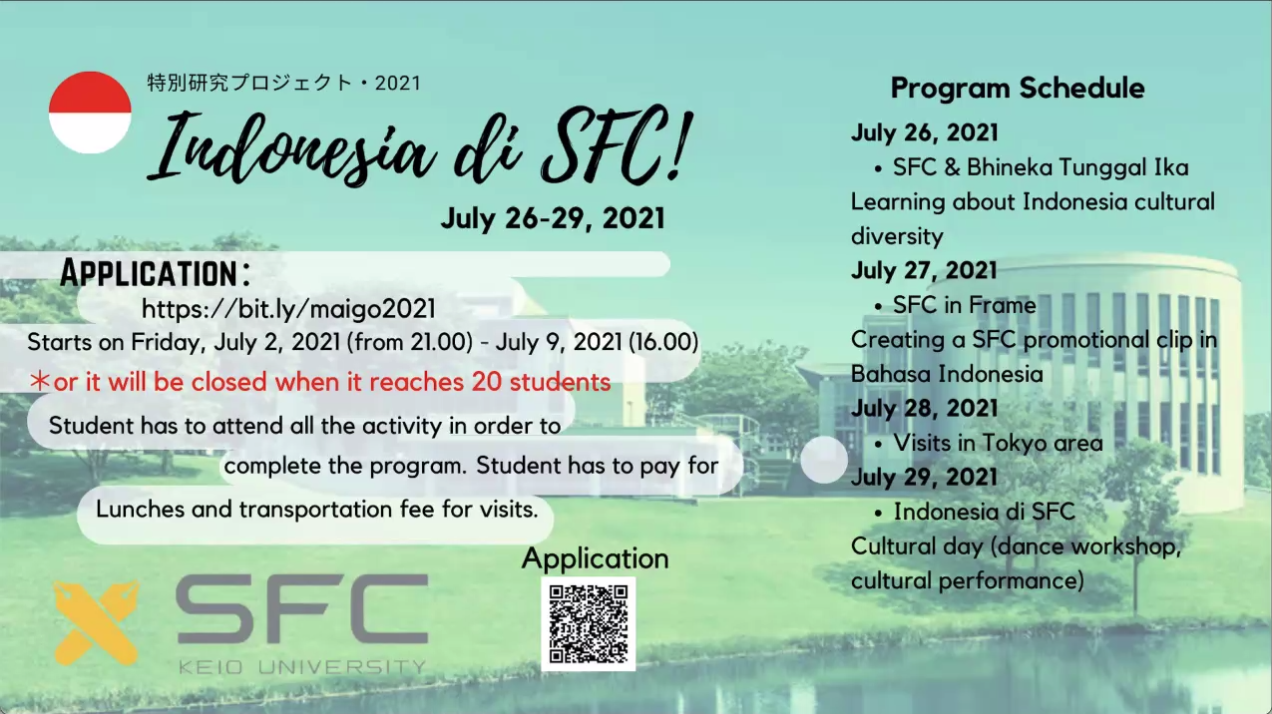 特別研究プロジェクト・2021
Indonesia di SFC!
July 26-29, 2021
APPLICATION:
https://bit.ly/maigo2021
Starts on Friday, July 2, 2021 (from 21.00) - July 9, 2021 (16.00)
*or it will be closed when it reaches 20 students
Student has to attend all the activity in order to
complete the program. Student has to pay for
Lunches and transportation fee for visits.
Application
SFC
KEIO UNIVERSITY
Program Schedule
July 26, 2021
• SFC & Bhineka Tunggal Ika
Learning about Indonesia cultural
diversity
July 27, 2021
• SFC in Frame
Creating a SFC promotional clip in
Bahasa Indonesia
July 28, 2021
• Visits in Tokyo area
July 29, 2021
• Indonesia di SFC
Cultural day (dance workshop,
cultural performance)